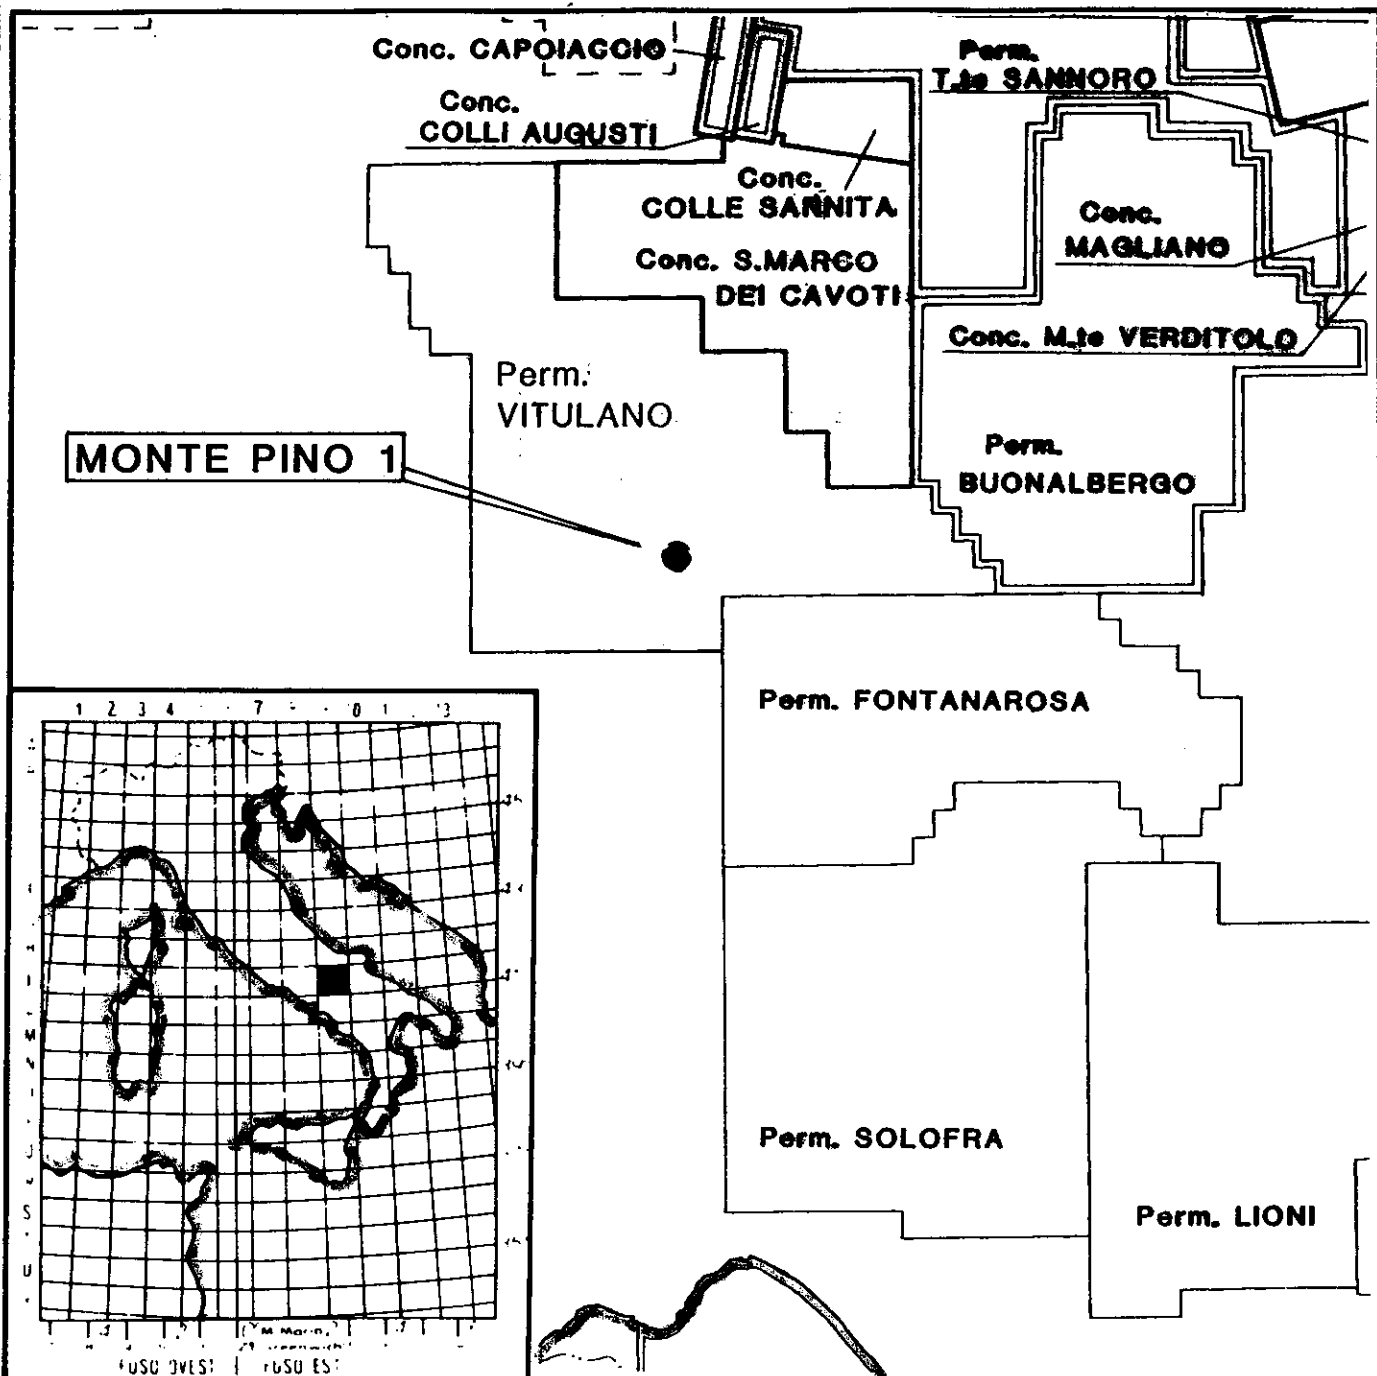 Conc. CAPOIACCIO
Perm.
T.te SANNORO
Conc.
COLLI AUGUSTI
Conc.
COLLE SANNITA
Conc.
MAGLIANO
Conc. S.MARCO
DEI CAVOTI
Conc. M.te VERDITOLO
Perm.
VITULANO
MONTE PINO 1
Perm.
BUONALBERGO
Perm. FONTANAROSA
Perm. SOLOFRA
Perm. LIONI
1 2 3 4 7
M
N
S
U
FUSO OVEST
FUSO EST